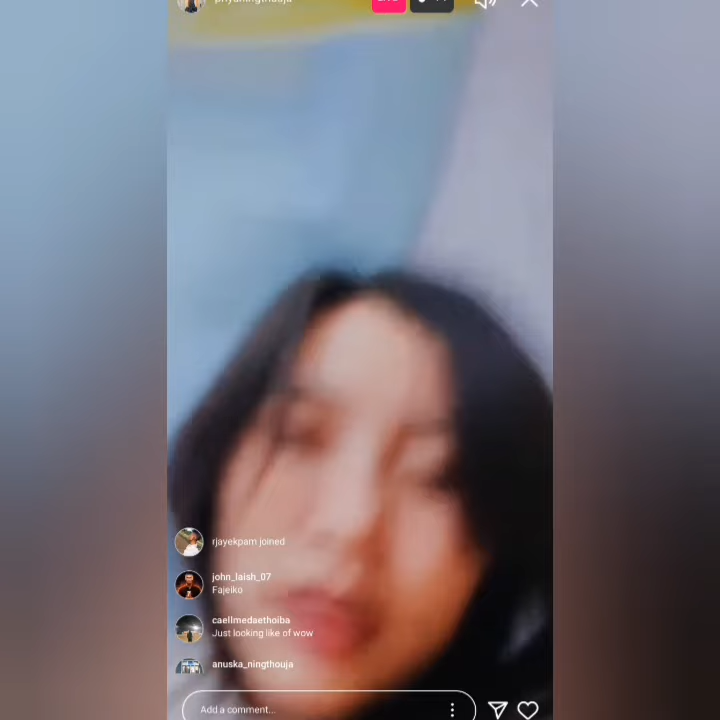 rjayekpam joined
john_laish_07
Fajeiko
caellmedaethoiba
Just looking like of wow
anuska_ningthouja
Add a comment...